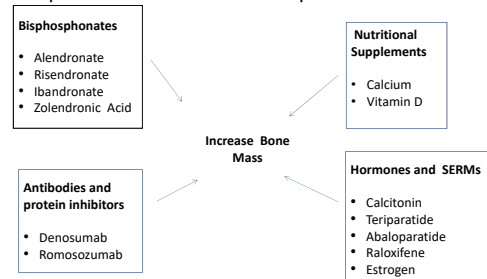 Bisphosphonates
• Alendronate
• Risendronate
• Ibandronate
• Zolendronic Acid
Nutritional
Supplements
• Calcium
• Vitamin D
Increase Bone
Mass
Antibodies and
protein inhibitors
• Denosumab
• Romosozumab
Hormones and SERMs
• Calcitonin
• Teriparatide
• Abaloparatide
• Raloxifene
• Estrogen